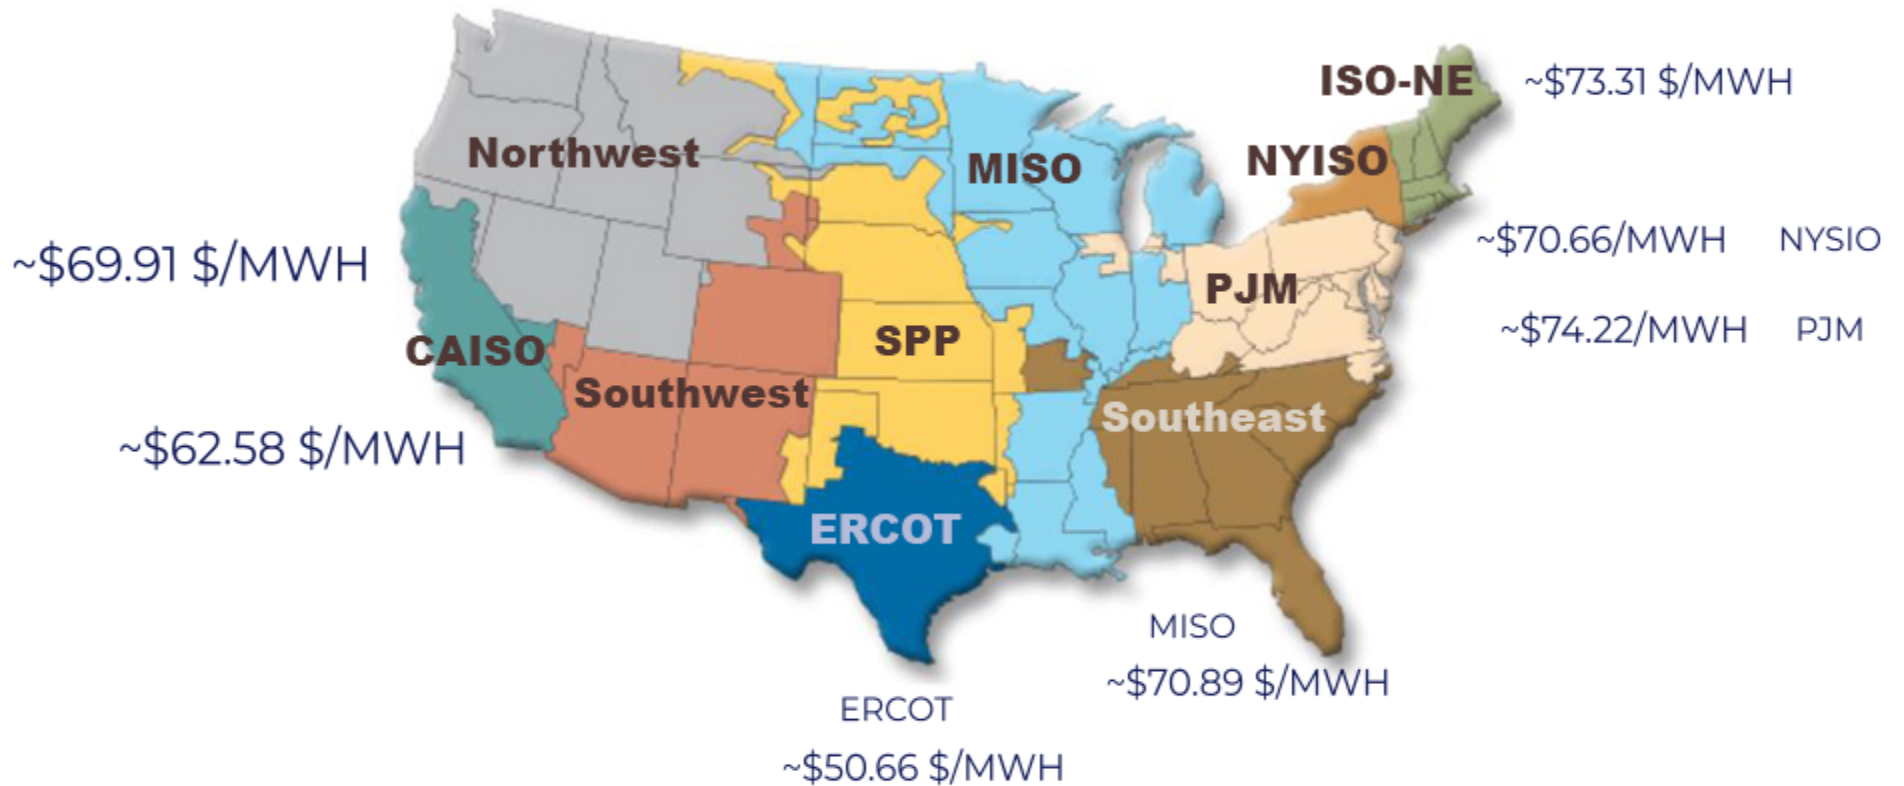 ISO-NE ~$73.31 $/MWH
Northwest
MISO
NYISO
~$70.66/MWH NYSIO
~$69.91 $/MWH
PJM
~$74.22/MWH PJM
SPP
CAISO
Southwest
Southeast
~$62.58 $/MWH
ERCOT
MISO
~$70.89 $/MWH
ERCOT
~$50.66 $/MWH